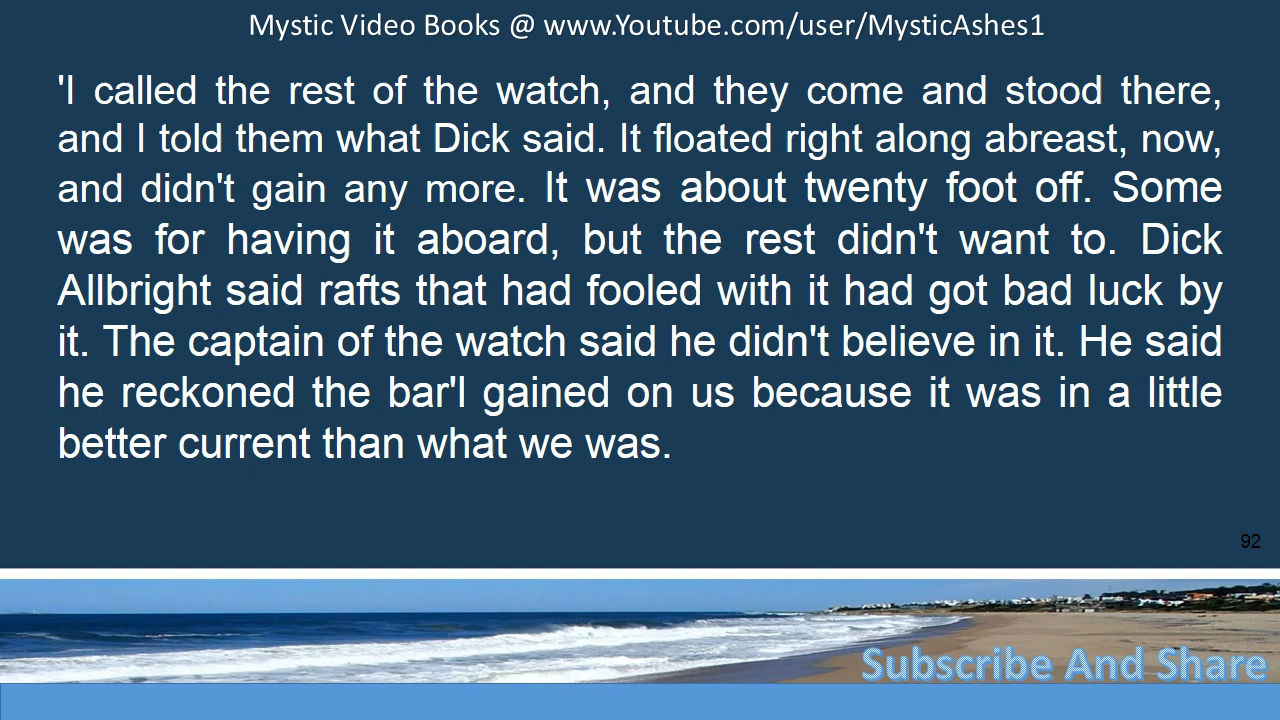 Mystic Video Books @ www.Youtube.com/user/MysticAshes1
'I called the rest of the watch, and they come and stood there,
and I told them what Dick said. It floated right along abreast, now,
and didn't gain any more. It was about twenty foot off. Some
was for having it aboard, but the rest didn't want to. Dick
Allbright said rafts that had fooled with it had got bad luck by
it. The captain of the watch said he didn't believe in it. He said
he reckoned the bar'l gained on us because it was in a little
better current than what we was.
92
Subscribe And Share